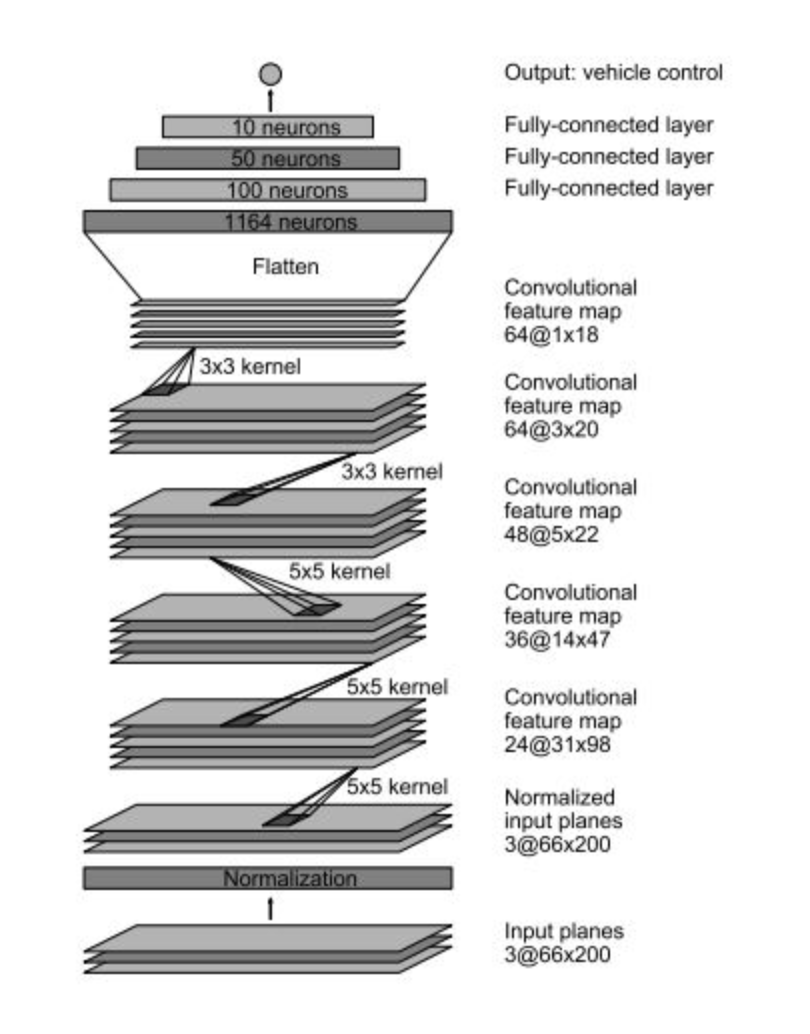 Output: vehicle control
10 neurons
Fully-connected layer
50 neurons
Fully-connected layer
100 neurons
Fully-connected layer
1164 neurons
Flatten
Convolutional
feature map
64@1x18
3x3 kernel
Convolutional
feature map
64@3x20
3x3 kernel
Convolutional
feature map
48@5x22
5x5 kernel
Convolutional
feature map
36@14x47
5x5 kernel
Convolutional
feature map
24@31x98
5x5 kernel
Normalized
input planes
3@66x200
Normalization
Input planes
3@66x200